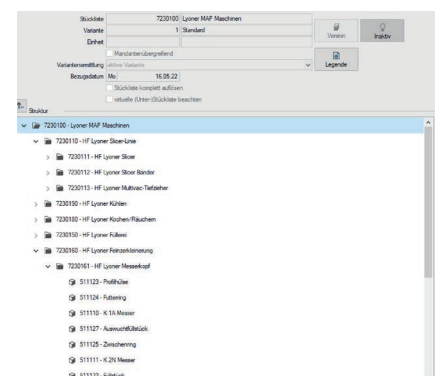 Stückliste 7230100 Lyoner MAF Maschinen
Variante 1 Standard
Einheit
Version
Inaktiv
Mandantenübergreifend
Variantenermittlung aktive Variante
Legende
Bezugsdatum Mo 16.05.22
Stückliste komplett auflösen
virtuelle (Unter-)Stückliste beachten
Struktur
7230100 - Lyoner MAF Maschinen
7230110 - HF Lyoner Slicer-Linie
7230111 - HF Lyoner Slicer
7230112 - HF Lyoner Slicer Bänder
7230113 - HF Lyoner Multivac-Tiefzieher
7230190 - HF Lyoner Kühlen
7230180 - HF Lyoner Kochen/Räuchern
7230150 - HF Lyoner Füllerei
7230160 - HF Lyoner Feinzerkleinerung
7230161 - HF Lyoner Messerkopf
511123 - Profilhülse
511124 - Futterring
511110 - K 1A Messer
511127 - Auswuchtfüllstück
511125 - Zwischenring
511111 - K 2N Messer
Füllstück